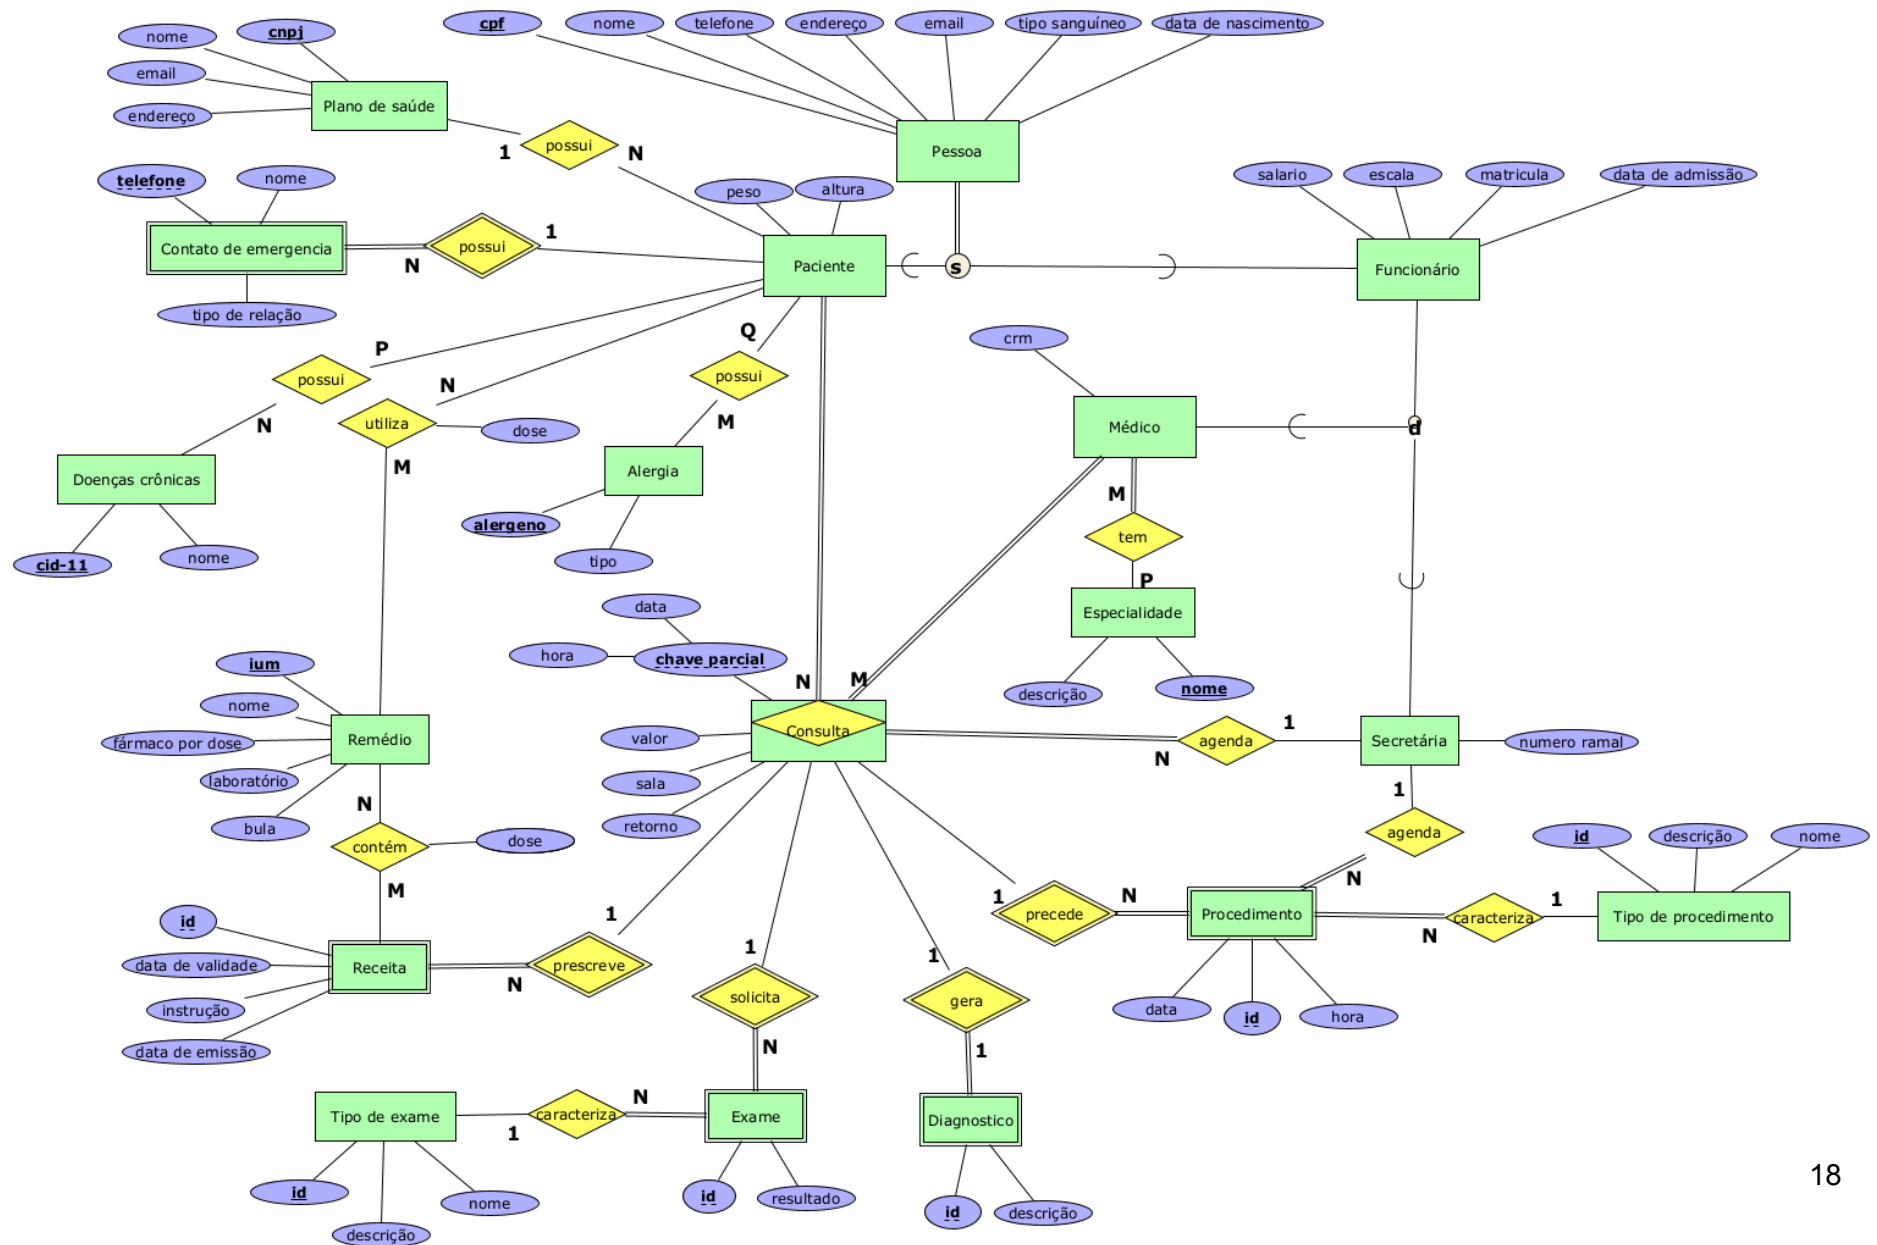 cpf nome telefone endereço email tipo sanguíneo data de nascimento
nome cnpj
email
endereço
Plano de saúde
1 possui N
Pessoa
telefone nome
peso altura
salario escala matricula data de admissão
Contato de emergencia
N possui 1
Paciente
s
Funcionário
tipo de relação
crm
P
possui
N
N
utiliza
M
dose
Q
possui
M
Médico
d
Doenças crônicas
Alergia
cid-11 nome
alergeno
tipo
M
tem
P
Especialidade
descrição nome
data
hora chave parcial
N M
Consulta
valor
sala
retorno
N agenda 1
Secretária
numero ramal
ium
nome
fármaco por dose
laboratório
bula
Remédio
N
contém
dose
M
1
agenda
N
id descrição nome
id
data de validade
instrução
data de emissão
Receita
N prescreve 1
1
solicita
N
1
gera
1
1 precede N
Procedimento
N caracteriza 1
Tipo de procedimento
data id hora
Tipo de exame
1 caracteriza N
Exame
Diagnostico
id descrição nome
id resultado
id descrição
18